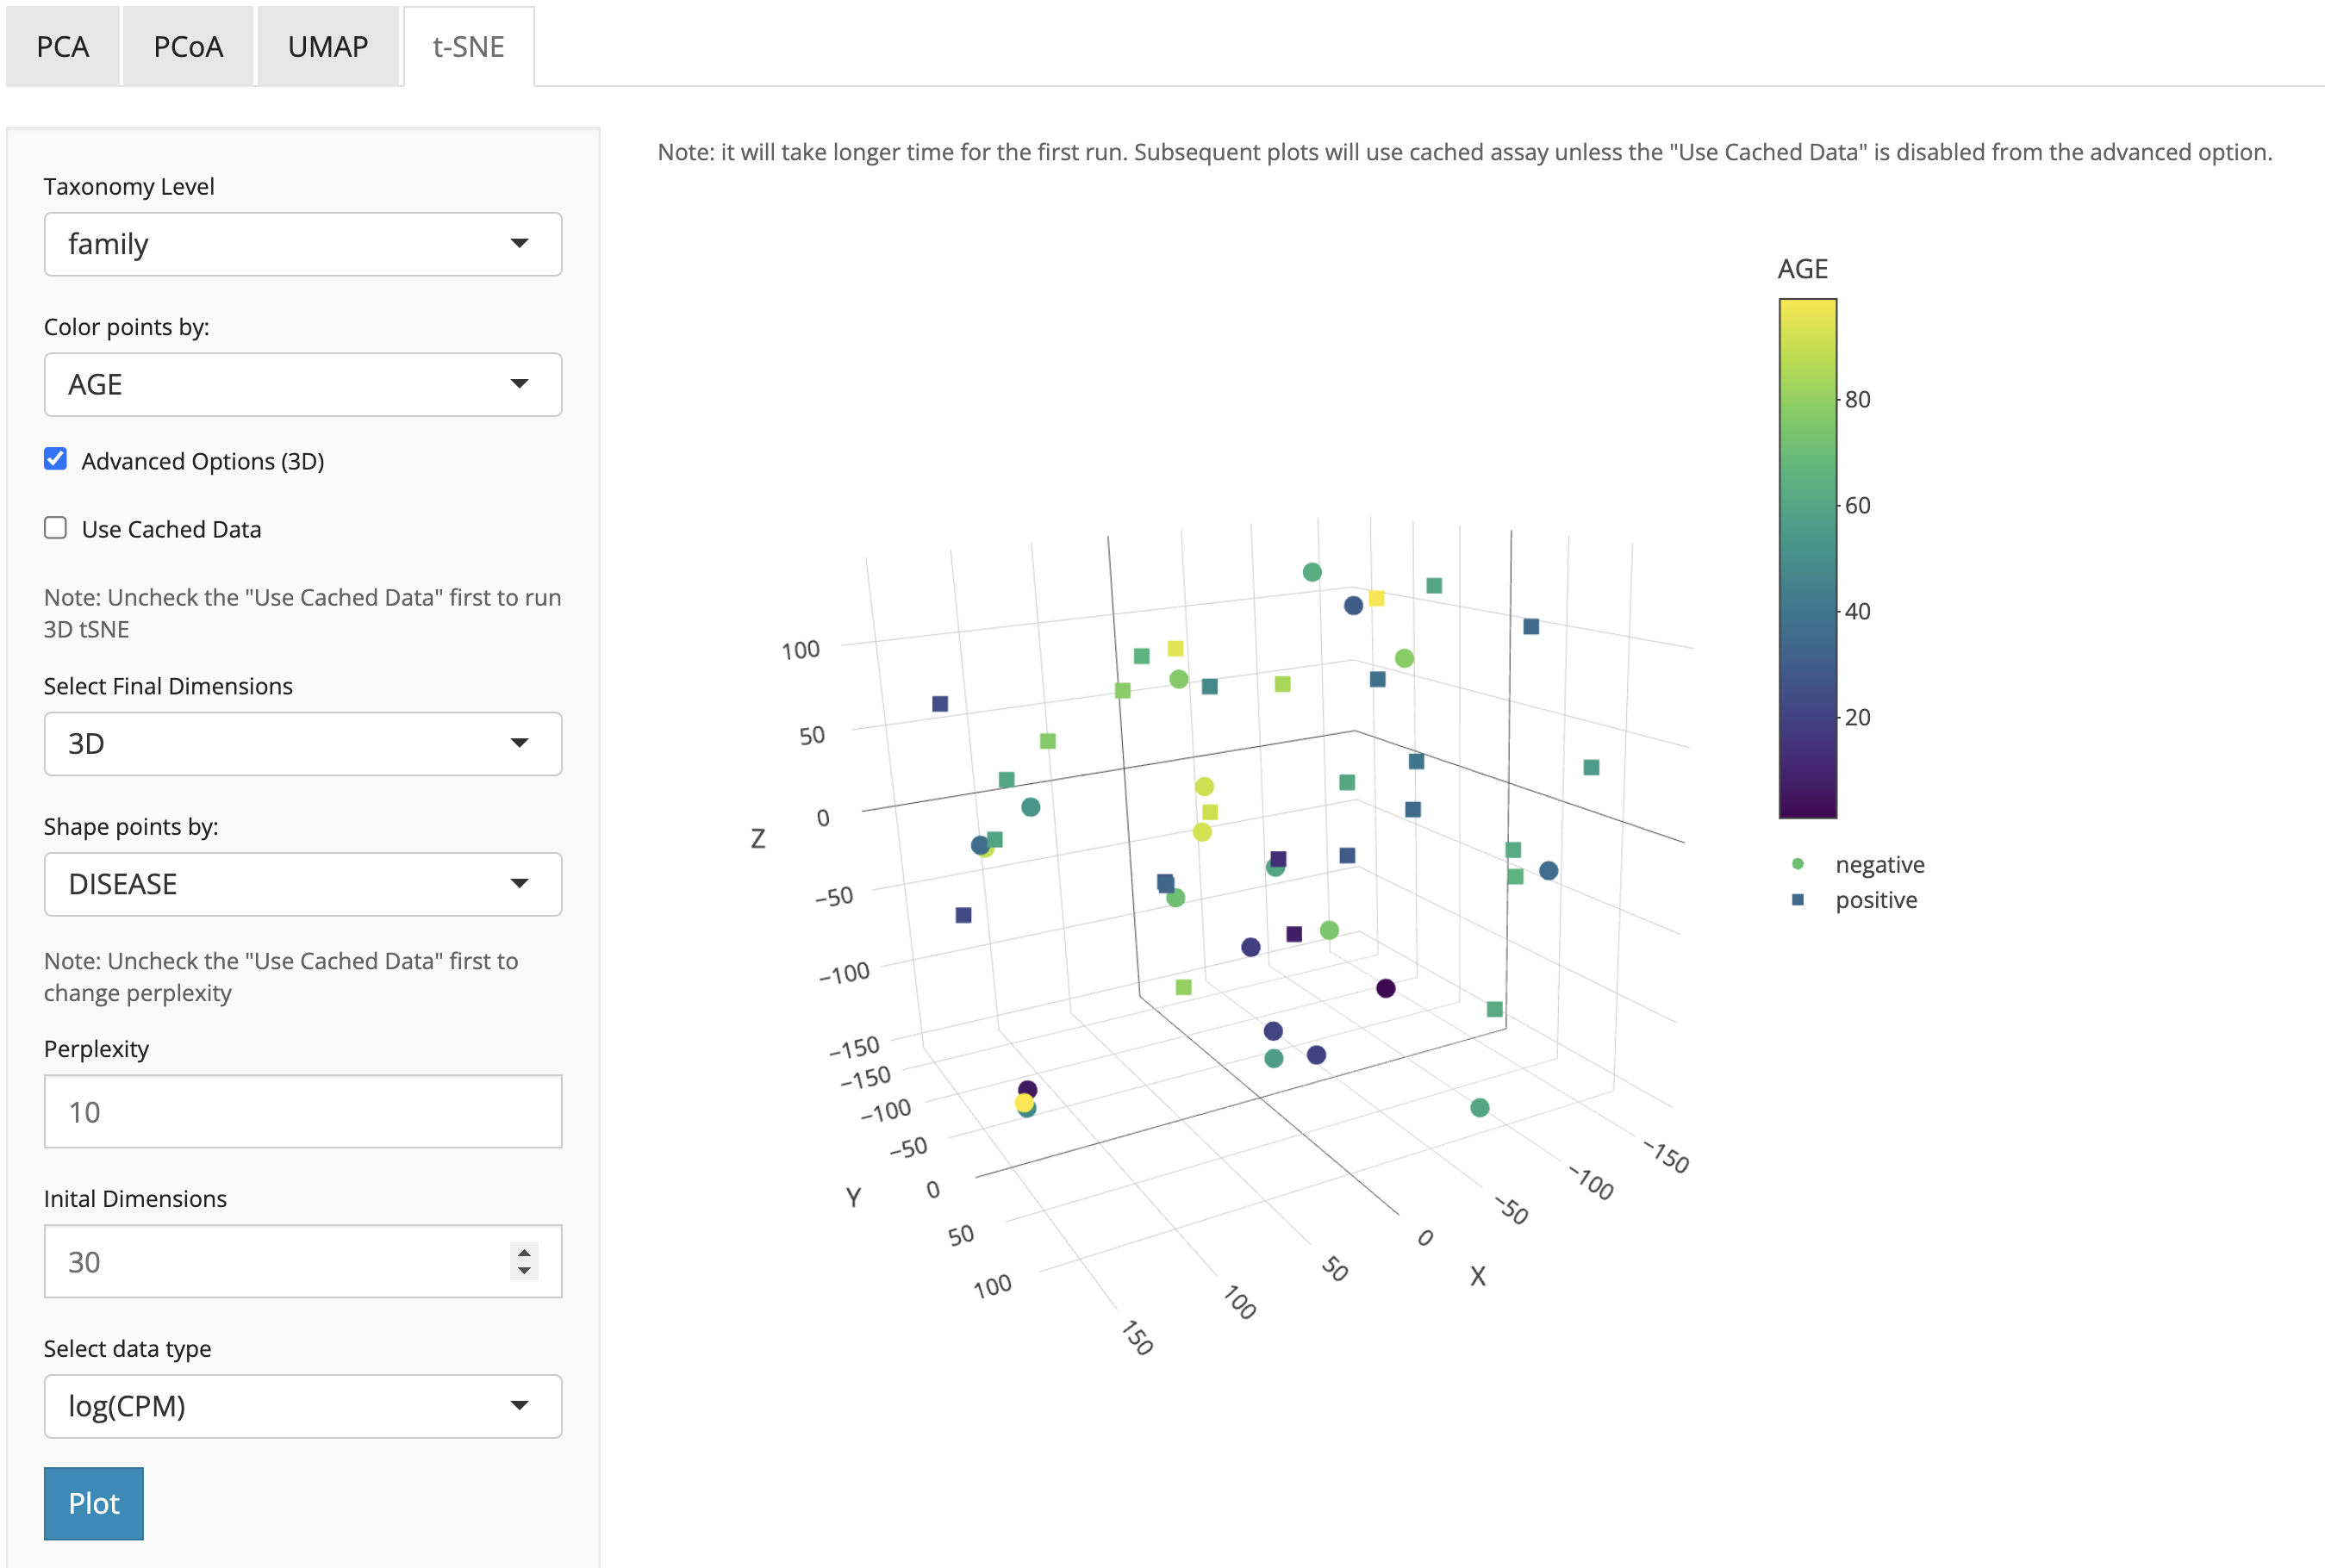 PCA
PCoA
UMAP
t-SNE
Taxonomy Level
family
Color points by:
AGE
Advanced Options (3D)
Use Cached Data
Note: Uncheck the "Use Cached Data" first to run
3D tSNE
Select Final Dimensions
3D
Shape points by:
DISEASE
Note: Uncheck the "Use Cached Data" first to
change perplexity
Perplexity
10
Inital Dimensions
30
Select data type
log(CPM)
Plot
Note: it will take longer time for the first run. Subsequent plots will use cached assay unless the "Use Cached Data" is disabled from the advanced option.
AGE
80
60
40
20
negative
positive
Z
100
50
0
−50
−100
−150
Y
−150
−100
−50
0
50
100
X
150
100
50
0
−50
−100
−150